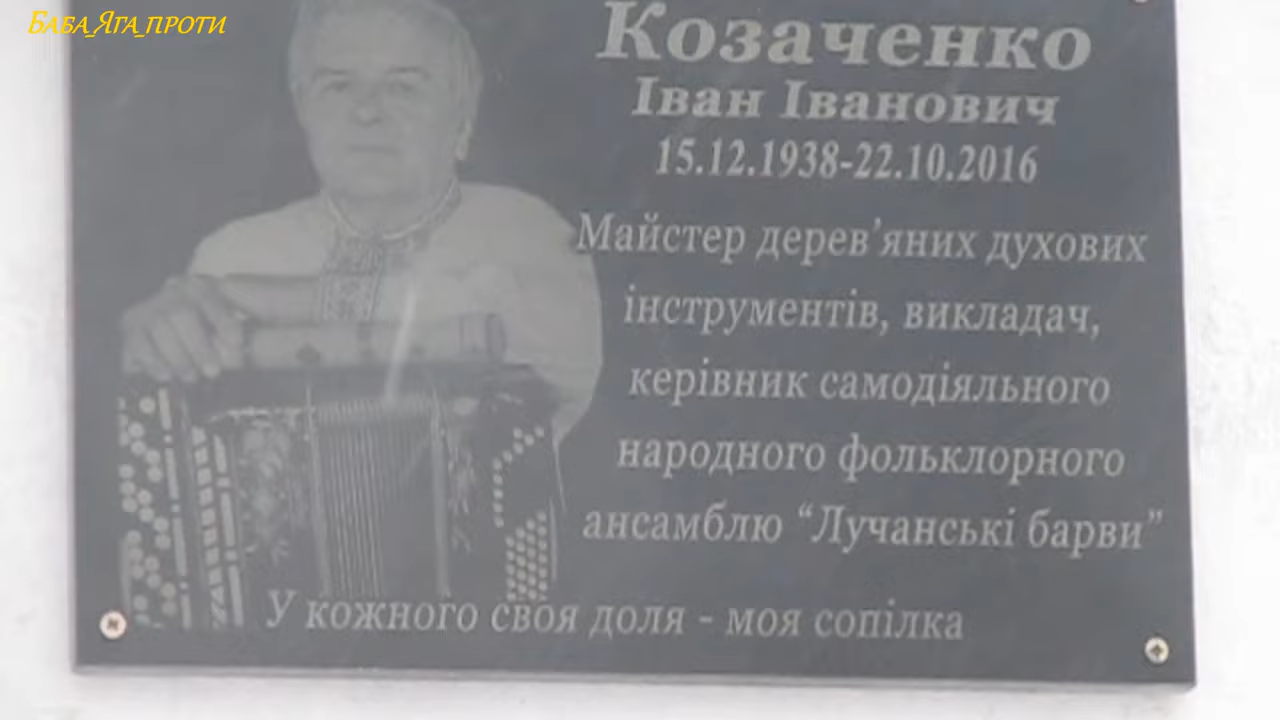 Баба_Яга_проти
Козаченко
Іван Іванович
15.12.1938-22.10.2016
Майстер дерев’яних духових
інструментів, викладач,
керівник самодіяльного
народного фольклорного
ансамблю “Лучанські барви”
У кожного своя доля - моя сопілка